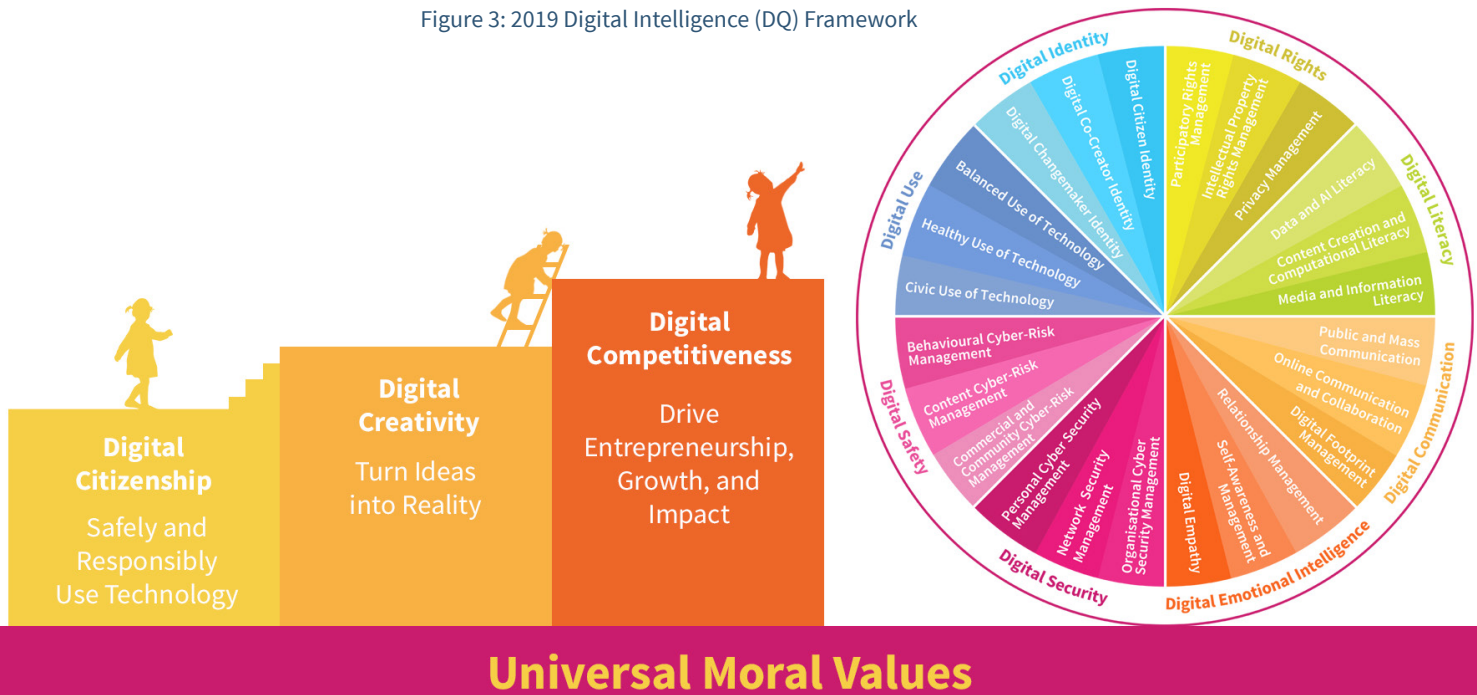 Figure 3: 2019 Digital Intelligence (DQ) Framework
Digital
Citizenship
Safely and
Responsibly
Use Technology
Digital
Creativity
Turn Ideas
into Reality
Digital
Competitiveness
Drive
Entrepreneurship,
Growth, and
Impact
Digital Identity
Digital Changemaker Identity
Digital Co-Creator Identity
Digital Citizen Identity
Digital Rights
Participatory Rights
Management
Intellectual Property
Rights Management
Privacy Management
Digital Literacy
Data and AI Literacy
Content Creation and
Computational Literacy
Media and Information
Literacy
Digital Communication
Public and Mass
Communication
Online Communication
and Collaboration
Digital Footprint
Management
Digital Emotional Intelligence
Relationship Management
Self-Awareness and
Management
Digital Empathy
Digital Security
Organisational Cyber
Security Management
Network Security
Management
Personal Cyber Security
Management
Digital Safety
Commercial and
Community Cyber-Risk
Management
Content Cyber-Risk
Management
Behavioural Cyber-Risk
Management
Digital Use
Civic Use of Technology
Healthy Use of Technology
Balanced Use of Technology
Universal Moral Values